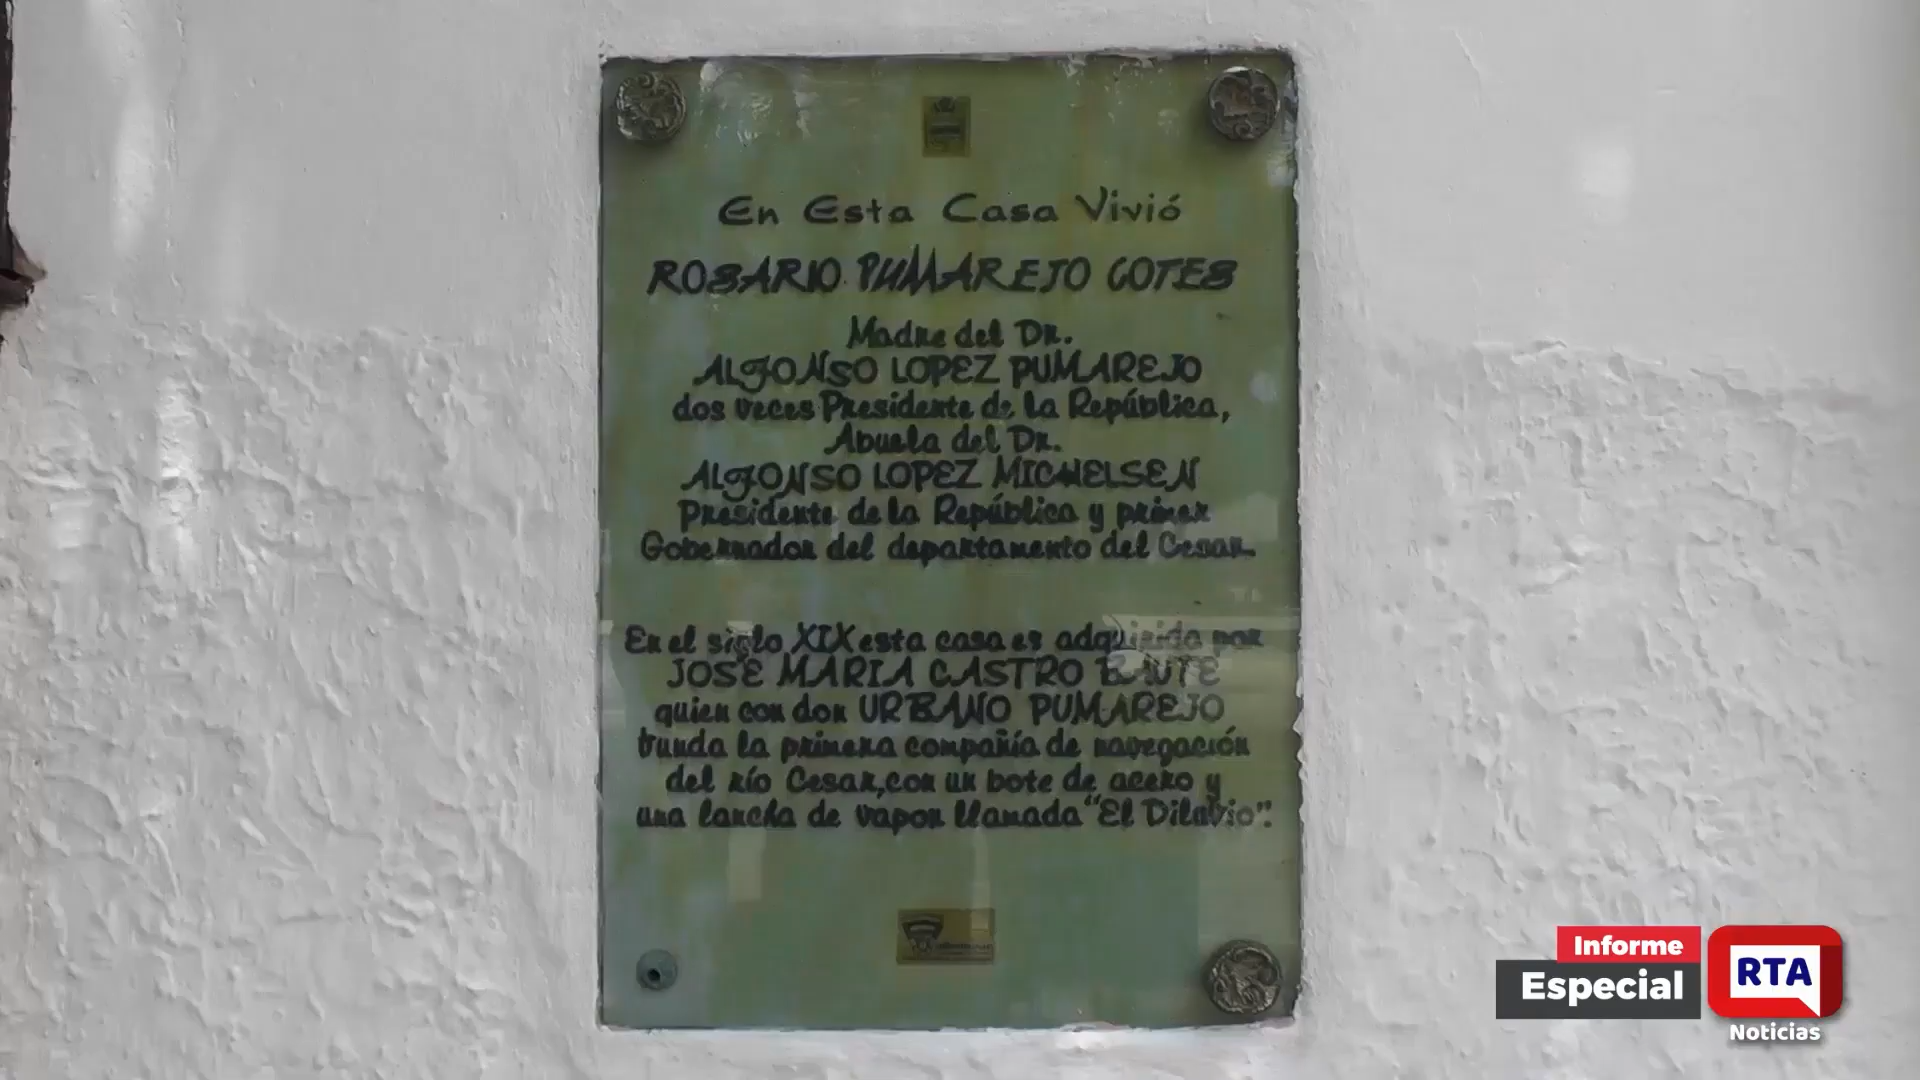 En Esta Casa Vivió
ROSARIO PUMAREJO COTES
Madre del Dr.
ALFONSO LOPEZ PUMAREJO
dos veces Presidente de la República,
Abuela del Dr.
ALFONSO LOPEZ MICHELSEN
Presidente de la República y primer
Gobernador del departamento del Cesar.
En el siglo XIX esta casa es adquirida por
JOSE MARIA CASTRO BAUTE
quien con don URBANO PUMAREJO
funda la primera compañía de navegación
del río Cesar, con un bote de acero y
una lancha de vapor llamada "El Diluvio".
Informe
Especial
RTA
Noticias